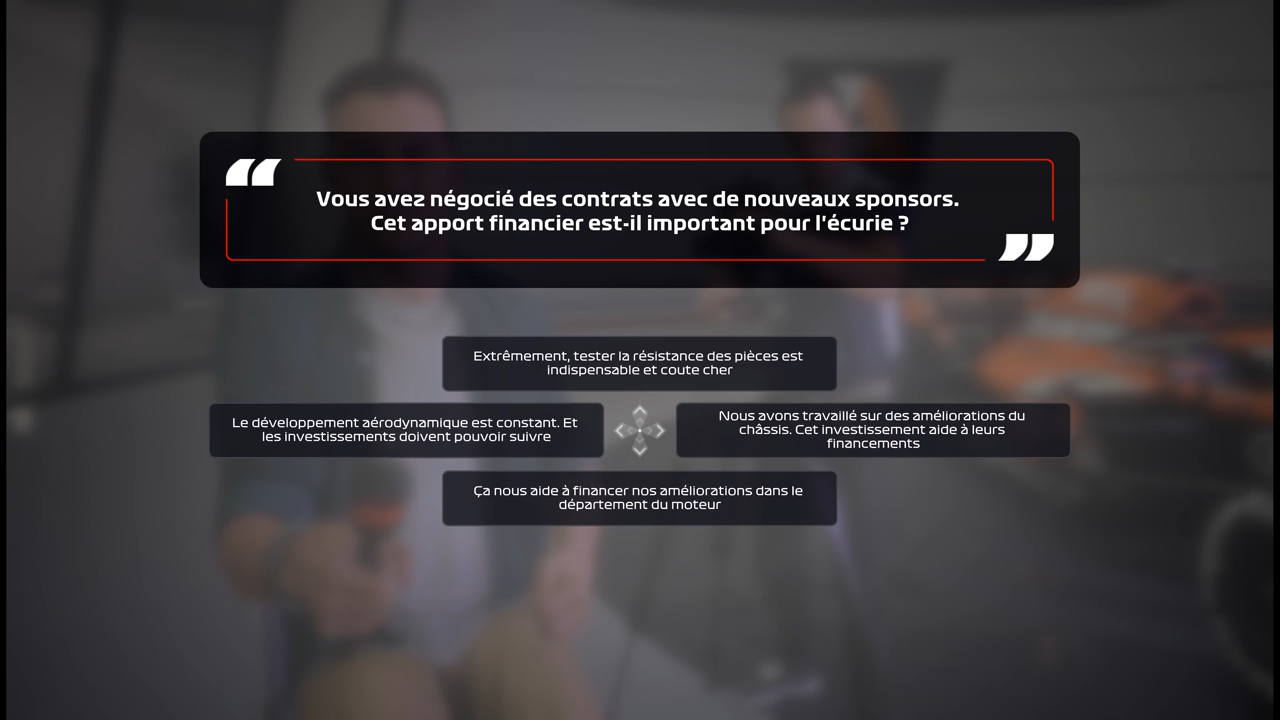 Vous avez négocié des contrats avec de nouveaux sponsors.
Cet apport financier est-il important pour l'écurie ?
Extrêmement, tester la résistance des pièces est
indispensable et coute cher
Le développement aérodynamique est constant. Et
les investissements doivent pouvoir suivre
Nous avons travaillé sur des améliorations du
châssis. Cet investissement aide à leurs
financements
Ça nous aide à financer nos améliorations dans le
département du moteur